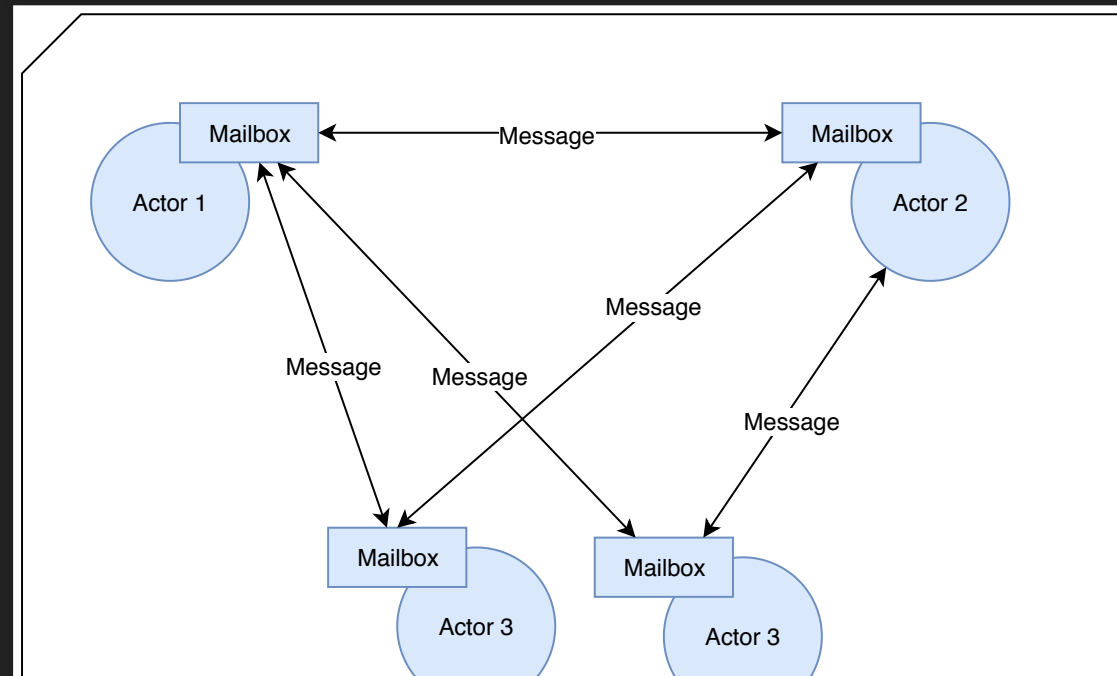 Mailbox
Message
Mailbox
Actor 1
Actor 2
Message
Message
Message
Message
Mailbox
Mailbox
Actor 3
Actor 3